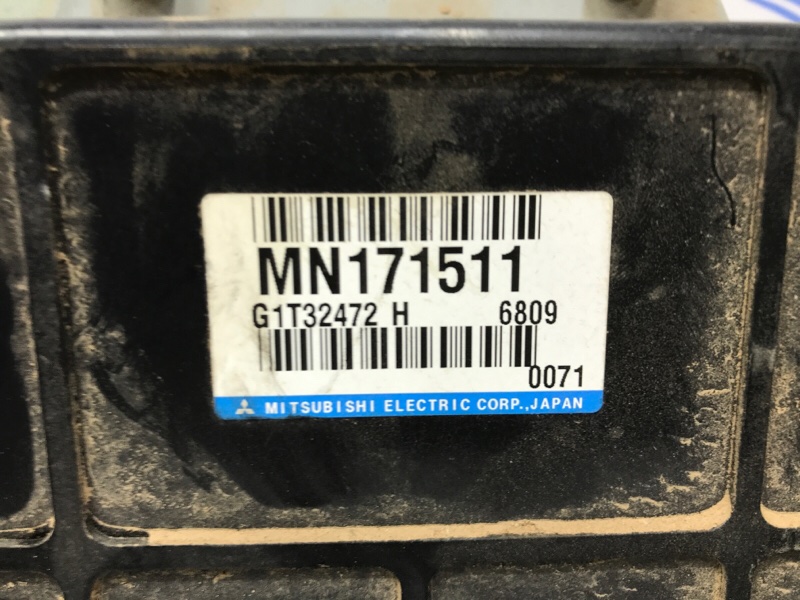 MN171511
G1T32472 H 6809
0071
MITSUBISHI ELECTRIC CORP.,JAPAN